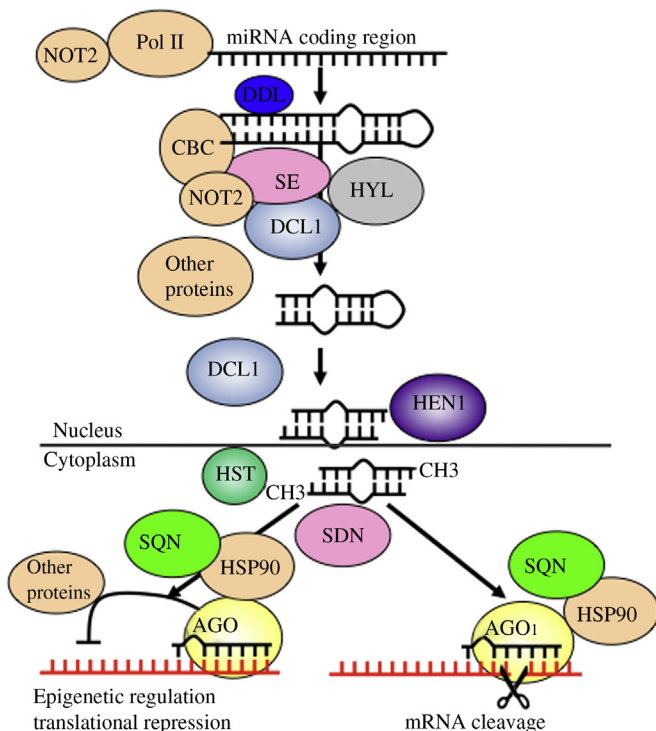 miRNA coding region
Pol II
NOT2
DDL
CBC
SE
HYL
NOT2
DCL1
Other
proteins
DCL1
HEN1
Nucleus
Cytoplasm
HST
CH3
CH3
SDN
SQN
HSP90
SQN
HSP90
Other
proteins
AGO
AGO1
Epigenetic regulation
translational repression
mRNA cleavage